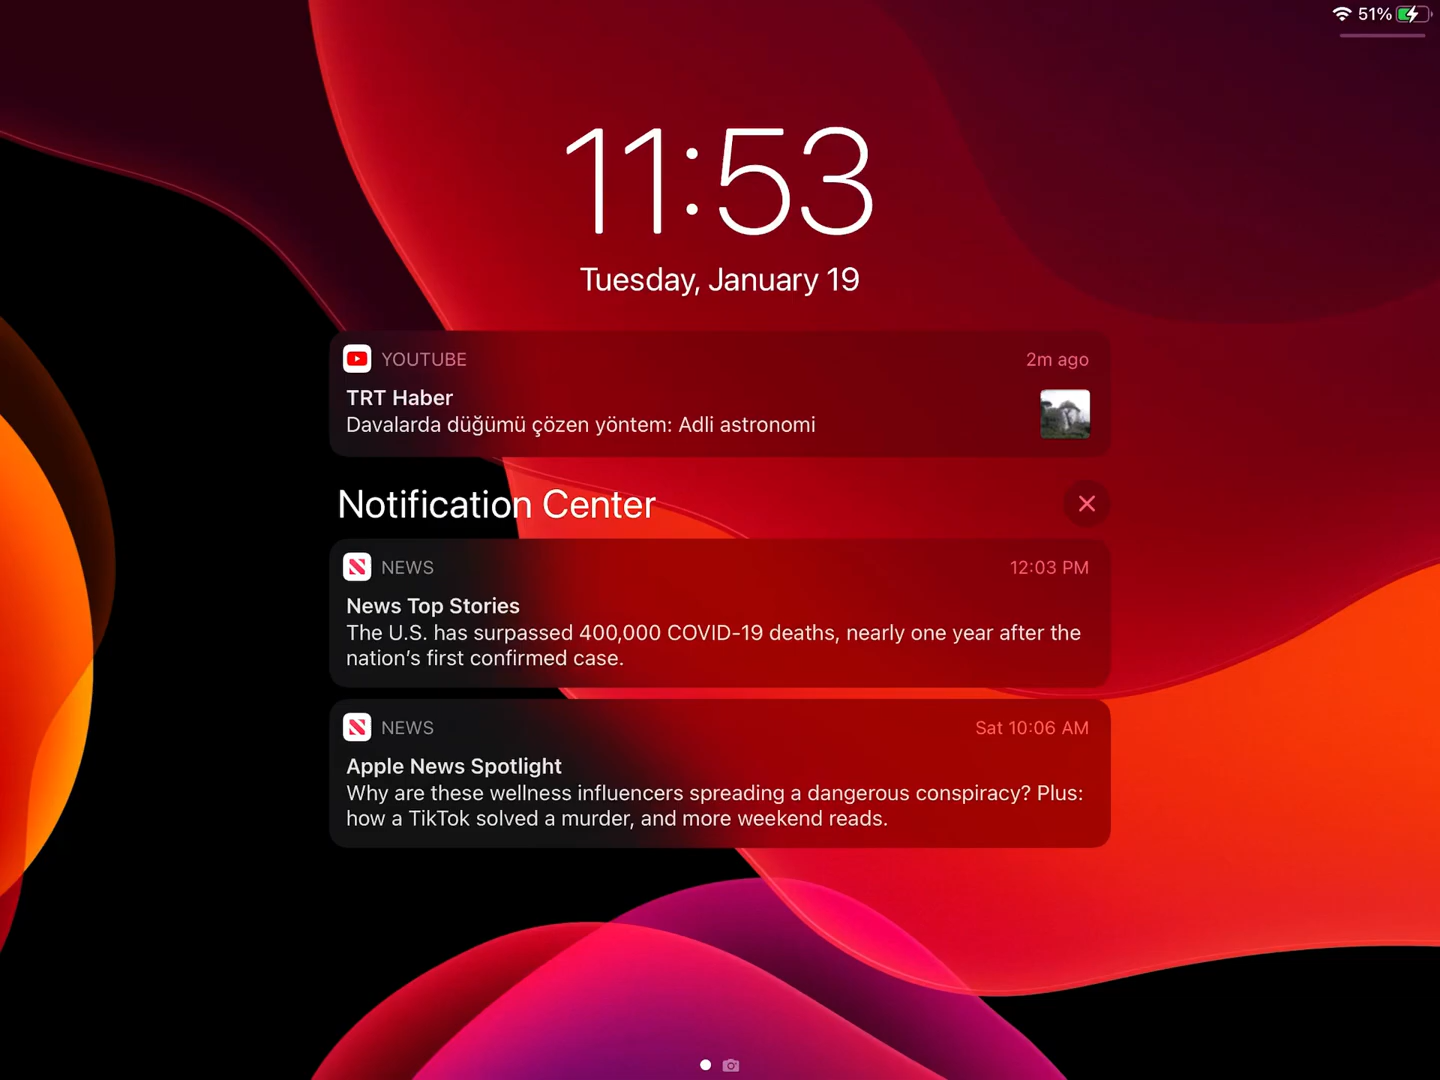 51%
11:53
Tuesday, January 19
YOUTUBE
2m ago
TRT Haber
Davalarda düğümü çözen yöntem: Adli astronomi
Notification Center
NEWS
12:03 PM
News Top Stories
The U.S. has surpassed 400,000 COVID-19 deaths, nearly one year after the
nation’s first confirmed case.
NEWS
Sat 10:06 AM
Apple News Spotlight
Why are these wellness influencers spreading a dangerous conspiracy? Plus:
how a TikTok solved a murder, and more weekend reads.